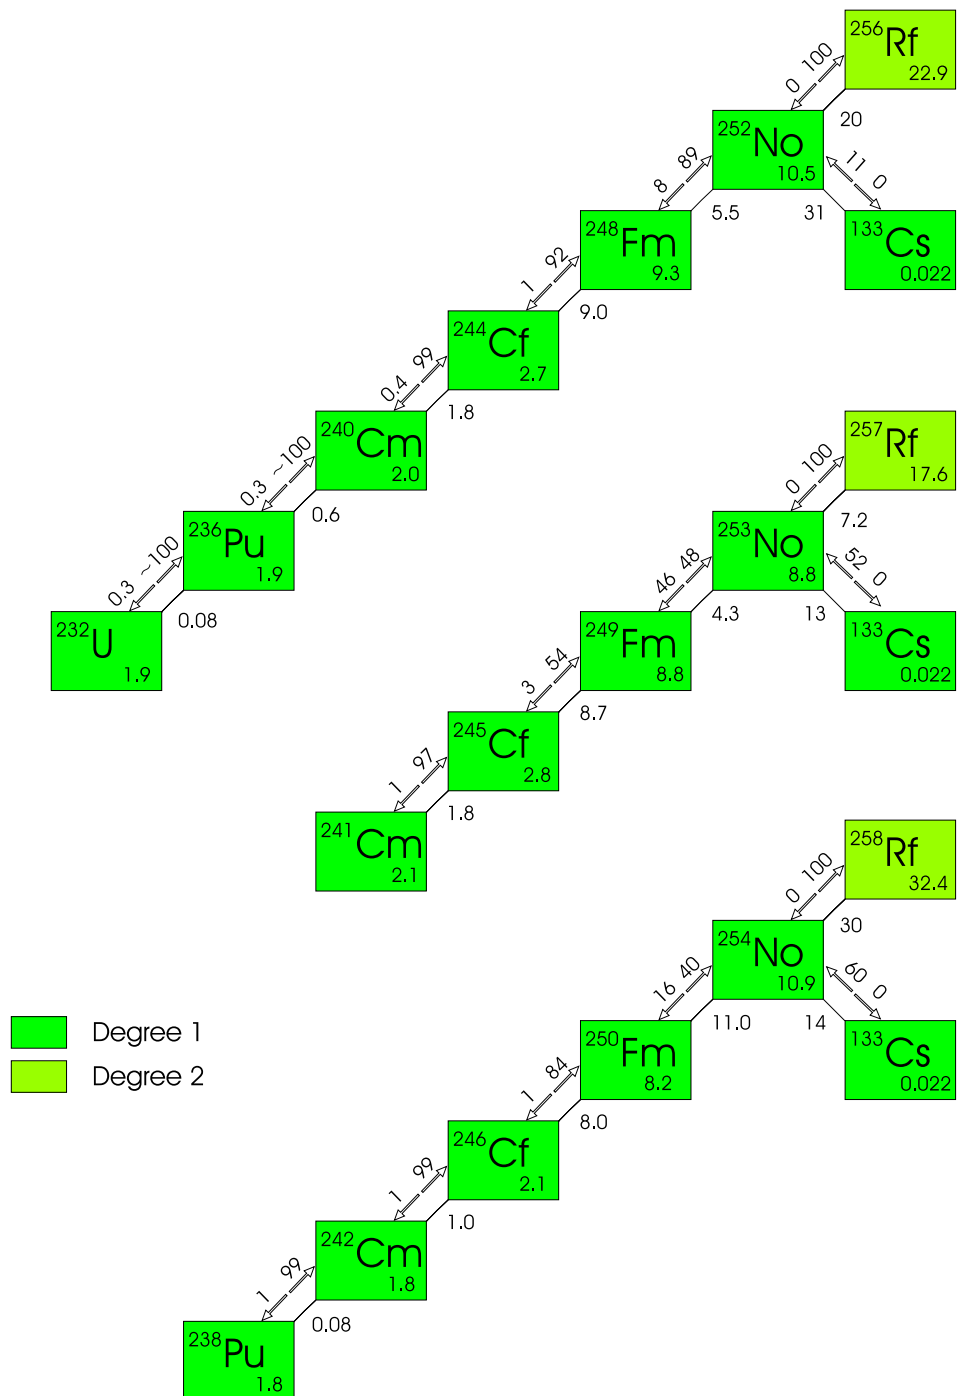 256Rf
22.9
0 100
20
252No
10.5
8 89
5.5
31
11 0
133Cs
0.022
248Fm
9.3
1 92
9.0
244Cf
2.7
0.4 99
1.8
240Cm
2.0
0.3 ~100
0.6
236Pu
1.9
0.3 ~100
0.08
232U
1.9
257Rf
17.6
0 100
7.2
253No
8.8
46 48
4.3
13
52 0
133Cs
0.022
249Fm
8.8
3 54
8.7
245Cf
2.8
1 97
1.8
241Cm
2.1
258Rf
32.4
0 100
30
254No
10.9
16 40
11.0
14
60 0
133Cs
0.022
250Fm
8.2
1 84
8.0
246Cf
2.1
1 99
1.0
242Cm
1.8
1 99
0.08
238Pu
1.8
Degree 1
Degree 2